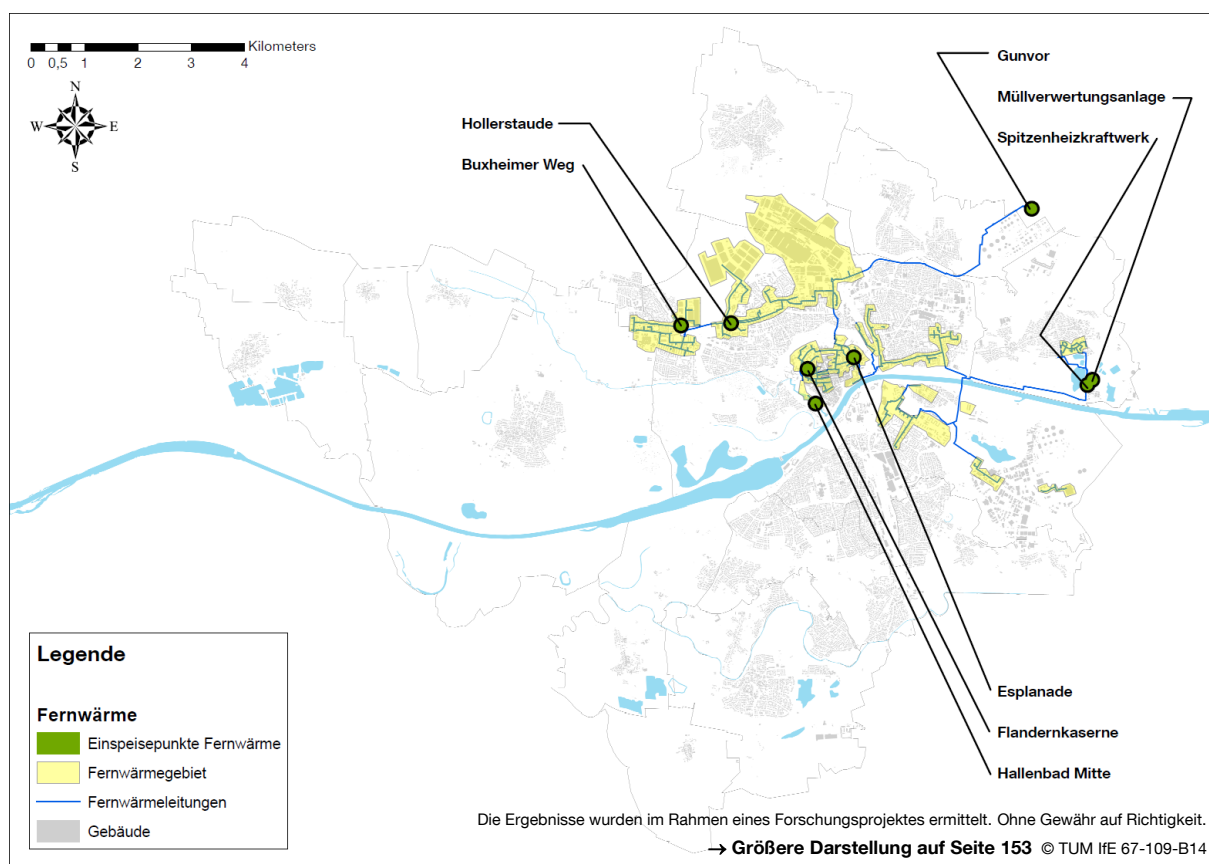 Kilometers
0 0,5 1 2 3 4
N
W E
S
Gunvor
Müllverwertungsanlage
Spitzenheizkraftwerk
Hollerstaude
Buxheimer Weg
Esplanade
Flandernkaserne
Hallenbad Mitte
Legende
Fernwärme
Einspeisepunkte Fernwärme
Fernwärmegebiet
Fernwärmeleitungen
Gebäude
Die Ergebnisse wurden im Rahmen eines Forschungsprojektes ermittelt. Ohne Gewähr auf Richtigkeit.
→ Größere Darstellung auf Seite 153 © TUM IfE 67-109-B14